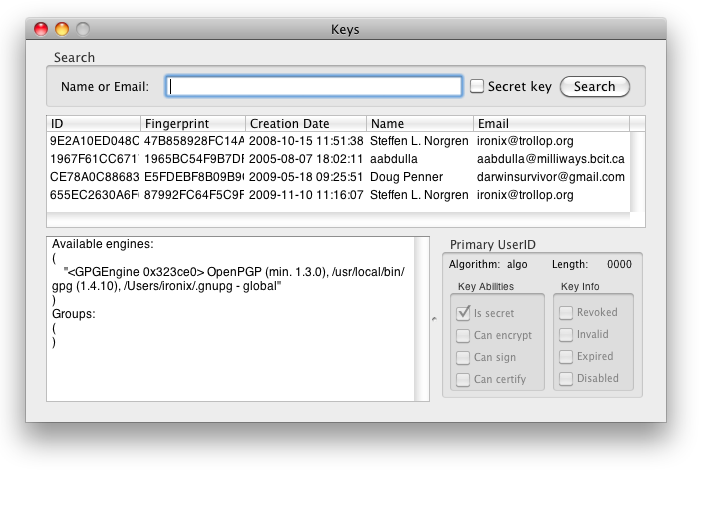 Keys
Search
Name or Email: Secret key Search
ID Fingerprint Creation Date Name Email
9E2A10ED048C 47B858928FC14A 2008-10-15 11:51:38 Steffen L. Norgren ironix@trollop.org
1967F61CC671 1965BC54F9B7D 2005-08-07 18:02:11 aabdulla aabdulla@milliways.bcit.ca
CE78A0C88683 E5FDEBF8B09B9 2009-05-18 09:25:51 Doug Penner darwinsurvivor@gmail.com
655EC2630A6F 87992FC64F5C9F 2009-11-10 11:16:07 Steffen L. Norgren ironix@trollop.org
Available engines:
(
"<GPGEngine 0x323ce0> OpenPGP (min. 1.3.0), /usr/local/bin/
gpg (1.4.10), /Users/ironix/.gnupg - global"
)
Groups:
(
)
Primary UserID
Algorithm: algo Length: 0000
Key Abilities Key Info
Is secret Revoked
Can encrypt Invalid
Can sign Expired
Can certify Disabled